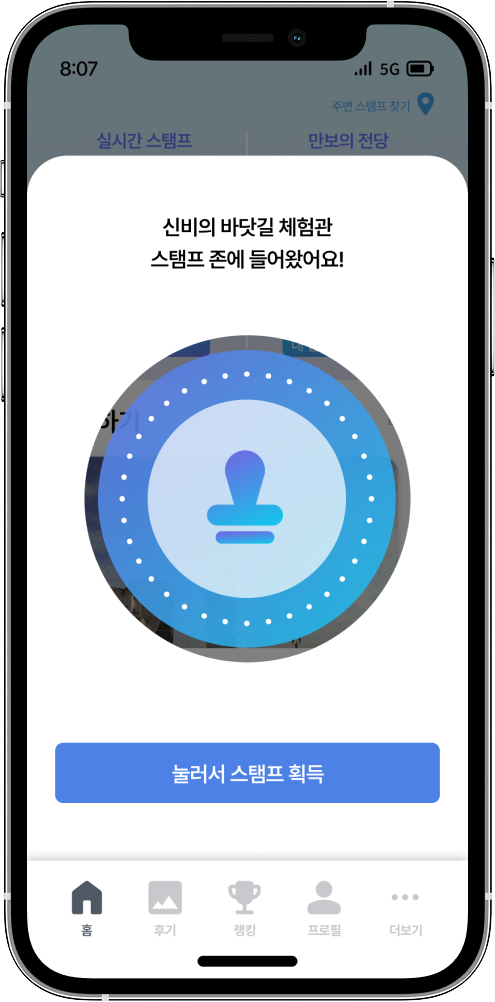 8:07
5G
주변 스탬프 찾기
실시간 스탬프
만보의 전당
신비의 바닷길 체험관
스탬프 존에 들어왔어요!
하기
눌러서 스탬프 획득
홈
후기
랭킹
프로필
더보기